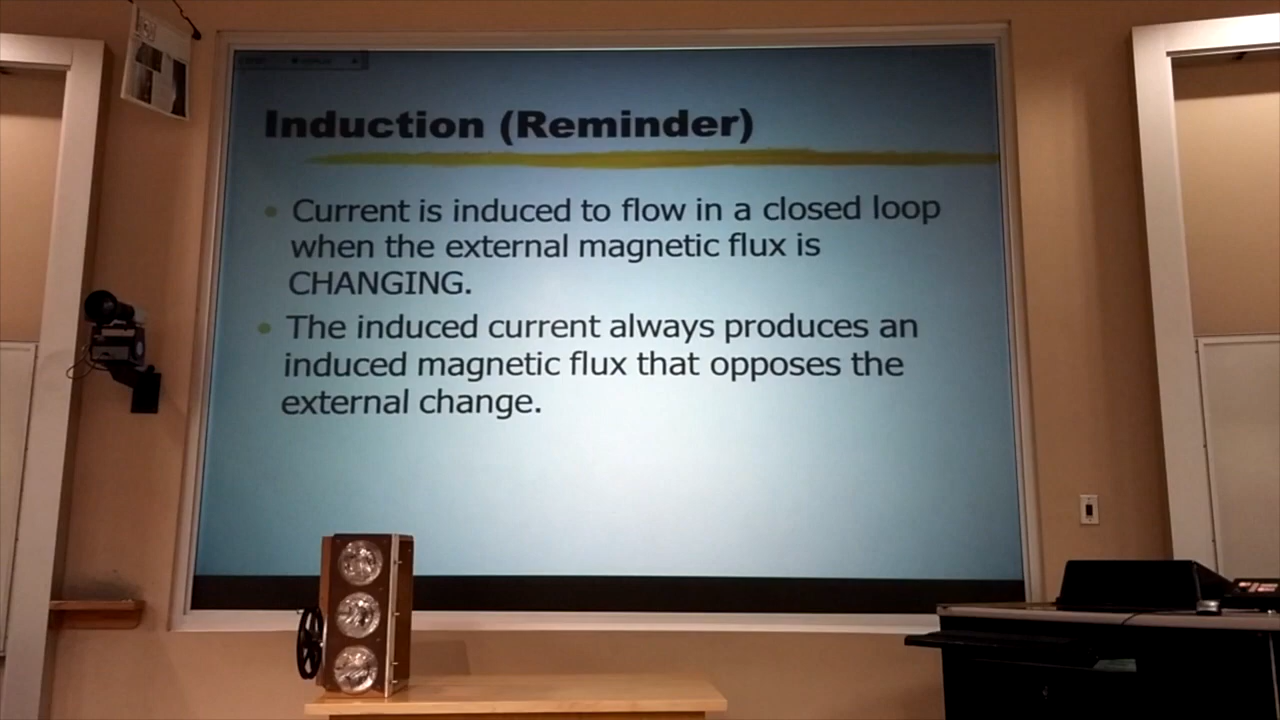 Induction (Reminder)
Current is induced to flow in a closed loop
when the external magnetic flux is
CHANGING.
The induced current always produces an
induced magnetic flux that opposes the
external change.